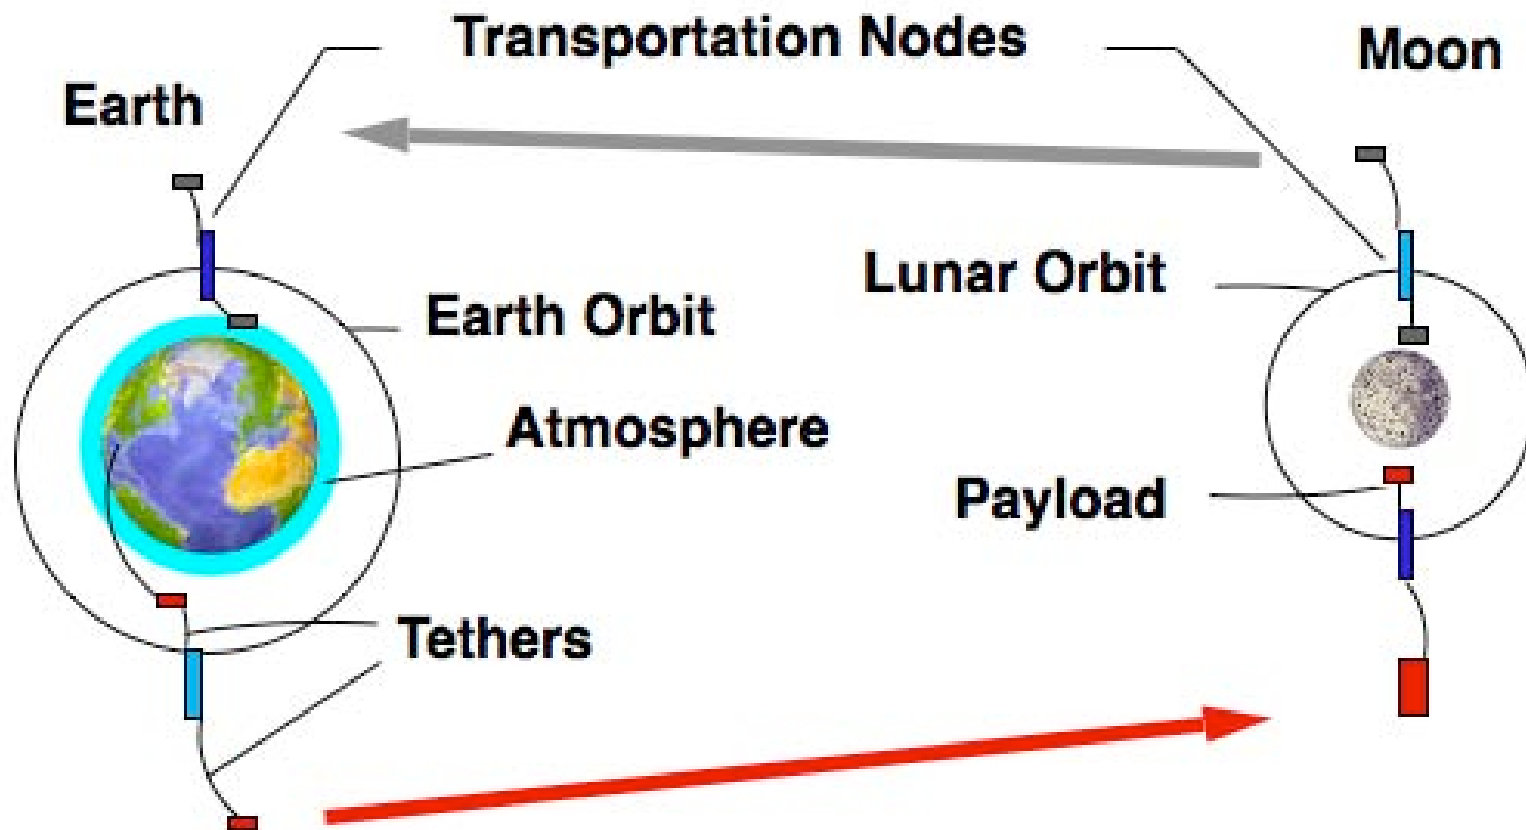 Transportation Nodes
Moon
Earth
Lunar Orbit
Earth Orbit
Atmosphere
Payload
Tethers